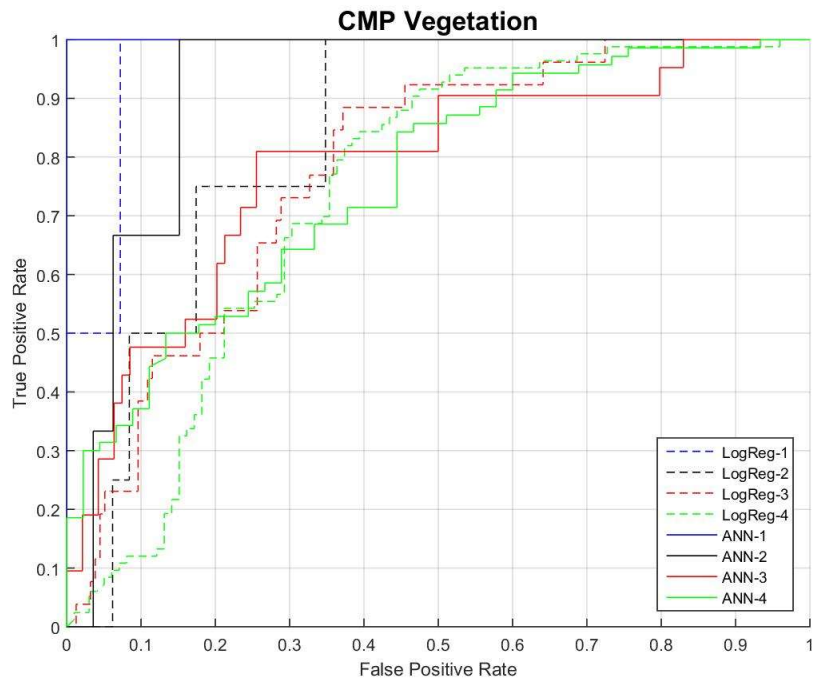 CMP Vegetation
1
0.9
0.8
0.7
0.6
0.5
0.4
0.3
0.2
0.1
0
True Positive Rate
LogReg-1
LogReg-2
LogReg-3
LogReg-4
ANN-1
ANN-2
ANN-3
ANN-4
0 0.1 0.2 0.3 0.4 0.5 0.6 0.7 0.8 0.9 1
False Positive Rate